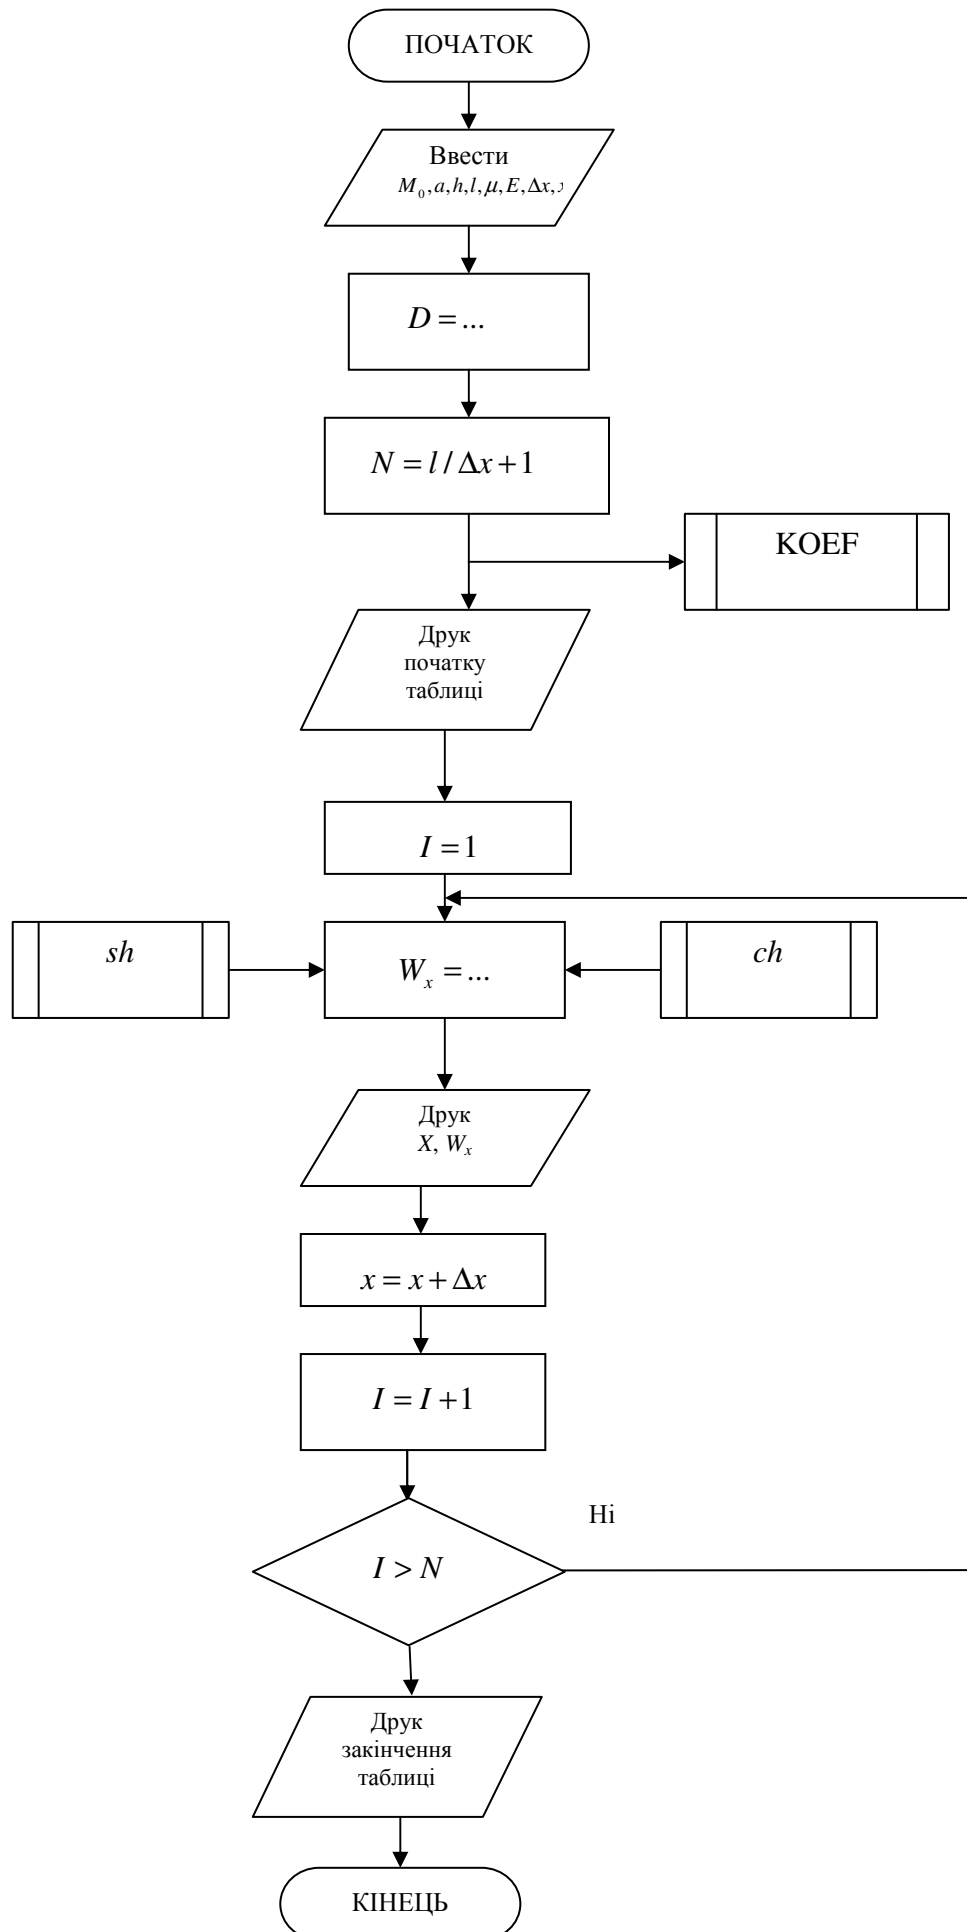 ПОЧАТОК
Ввести
M₀,a,h,l,μ,E,Δx,
D = ...
N = l / Δx + 1
KOEF
Друк
початку
таблиці
I = 1
sh
Wₓ = ...
ch
Друк
X, Wₓ
x = x + Δx
I = I + 1
Ні
I > N
Друк
закінчення
таблиці
КІНЕЦЬ